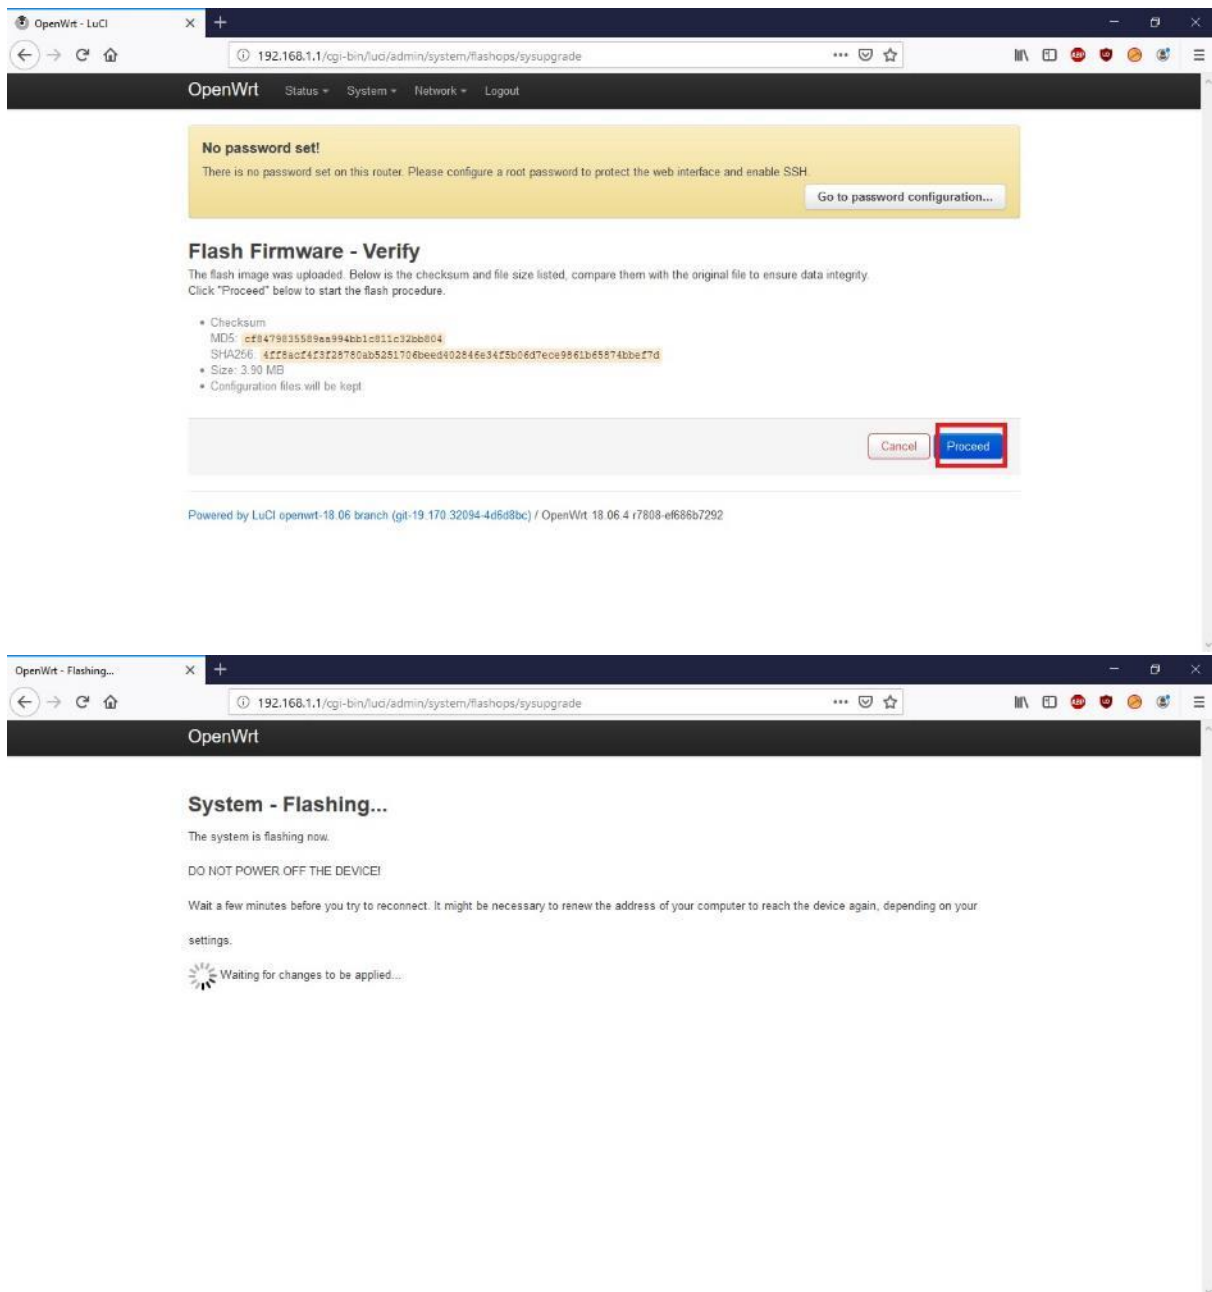 OpenWrt - LuCI
192.168.1.1/cgi-bin/luci/admin/system/flashops/sysupgrade
OpenWrt Status System Network Logout
No password set!
There is no password set on this router. Please configure a root password to protect the web interface and enable SSH.
Go to password configuration...
Flash Firmware - Verify
The flash image was uploaded. Below is the checksum and file size listed, compare them with the original file to ensure data integrity.
Click "Proceed" below to start the flash procedure.
Checksum
MD5: cf8479835589aa994bb1c811c32bb804
SHA256: 4ff8acf4f3f28780ab5251706beed402846e34f5b06d7ece9861b65874bbef7d
Size: 3.90 MB
Configuration files will be kept
Cancel Proceed
Powered by LuCI openwrt-18.06 branch (git-19.170.32094-4d6d8bc) / OpenWrt 18.06.4 r7808-ef686b7292
OpenWrt - Flashing...
192.168.1.1/cgi-bin/luci/admin/system/flashops/sysupgrade
OpenWrt
System - Flashing...
The system is flashing now.
DO NOT POWER OFF THE DEVICE!
Wait a few minutes before you try to reconnect. It might be necessary to renew the address of your computer to reach the device again, depending on your
settings.
Waiting for changes to be applied...